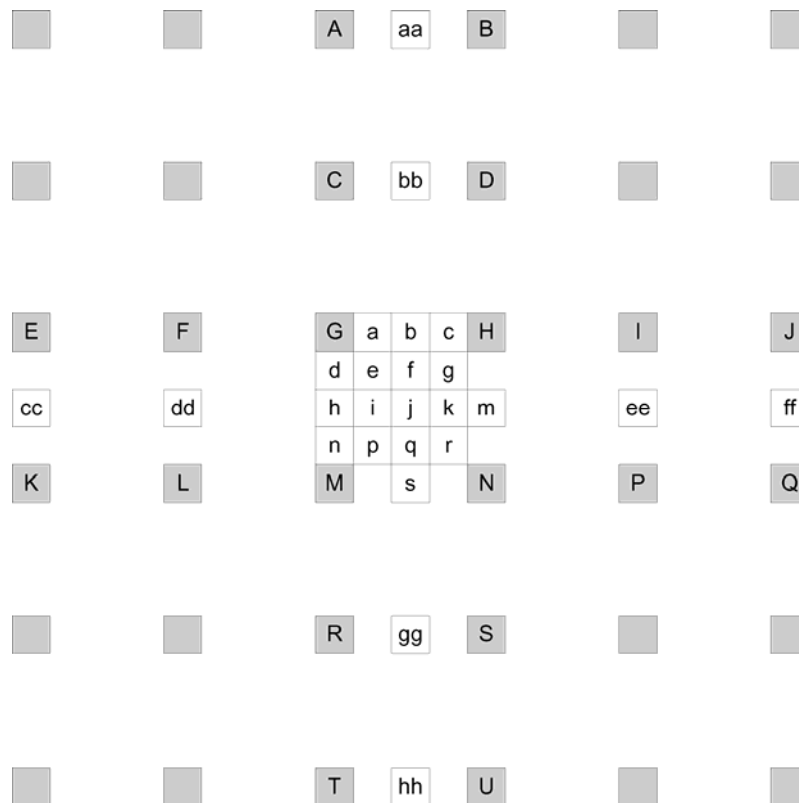 A aa B
C bb D
E F G a b c H I J
d e f g
cc dd h i j k m ee ff
n p q r
K L M s N P Q
R gg S
T hh U